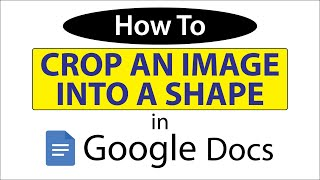 How To
CROP AN IMAGE
INTO A SHAPE
in
Google Docs